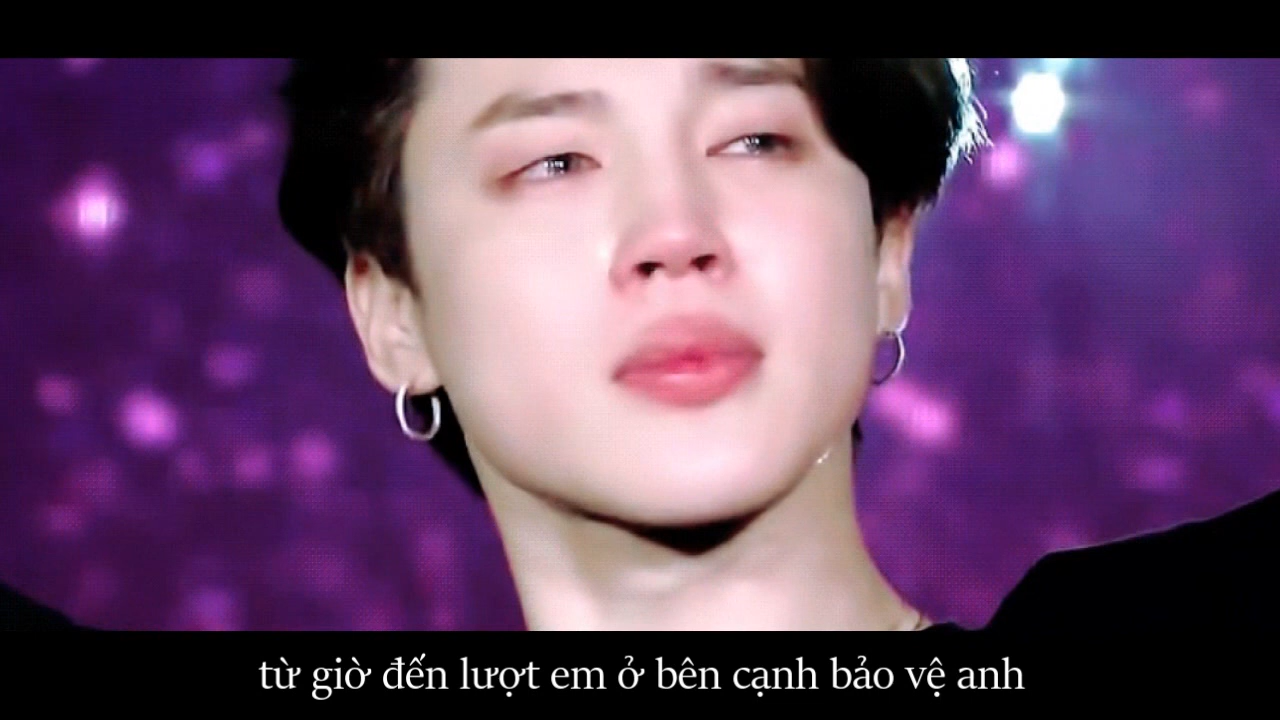 từ giờ đến lượt em ở bên cạnh bảo vệ anh